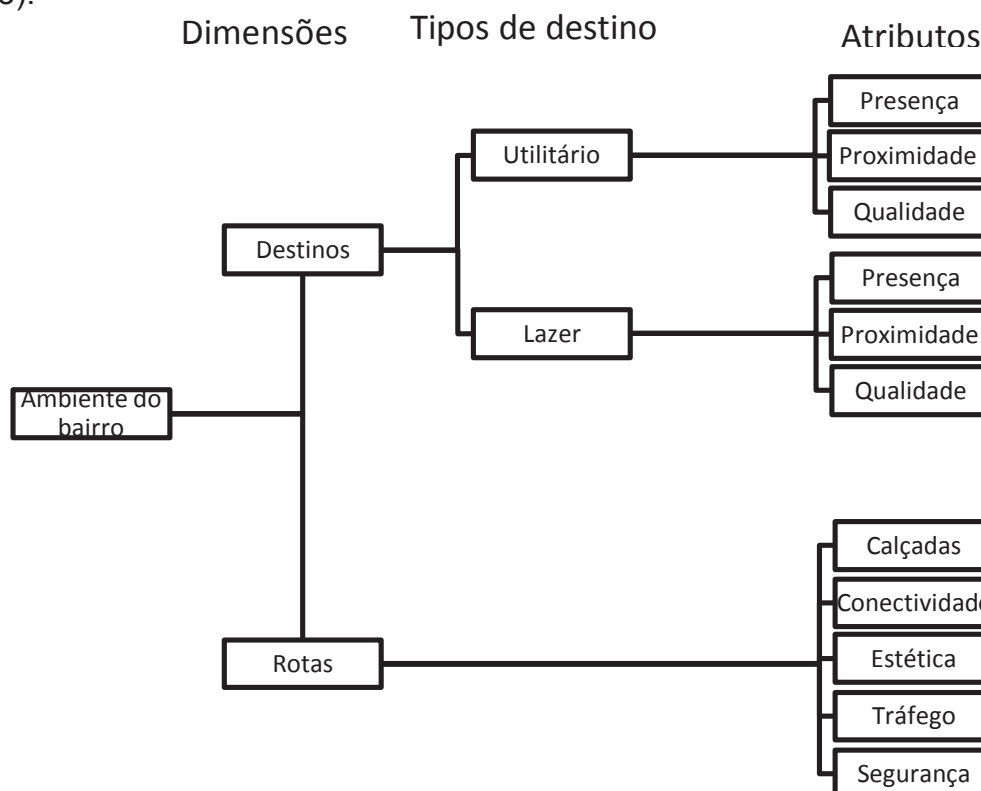 o).
Dimensões Tipos de destino Atributos
Presença
Utilitário Proximidade
Qualidade
Destinos
Presença
Lazer Proximidade
Qualidade
Ambiente do
bairro
Calçadas
Conectividade
Rotas Estética
Tráfego
Segurança